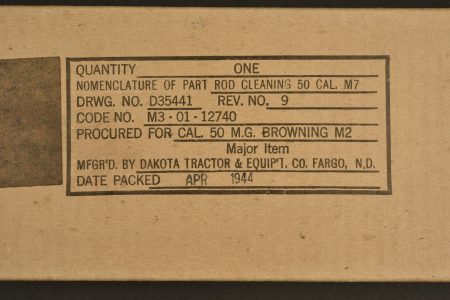 QUANTITY ONE
NOMENCLATURE OF PART ROD CLEANING 50 CAL. M7
DRWG. NO. D35441 REV. NO. 9
CODE NO. M3-01-12740
PROCURED FOR CAL. 50 M.G. BROWNING M2
Major Item
MFGR'D. BY DAKOTA TRACTOR & EQUIP'T. CO. FARGO, N.D.
DATE PACKED APR 1944